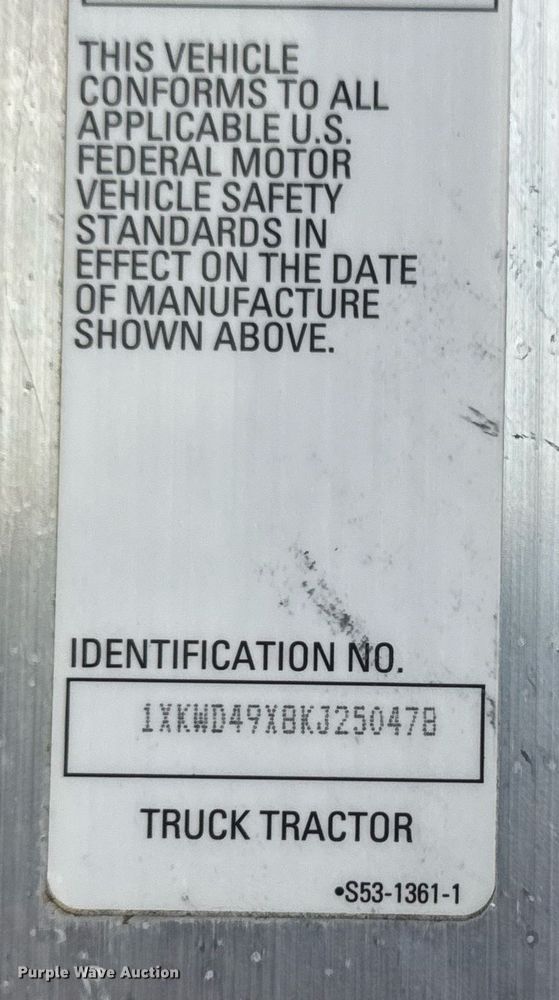 THIS VEHICLE
CONFORMS TO ALL
APPLICABLE U.S.
FEDERAL MOTOR
VEHICLE SAFETY
STANDARDS IN
EFFECT ON THE DATE
OF MANUFACTURE
SHOWN ABOVE.
IDENTIFICATION NO.
1XKWD49X8KJ250478
TRUCK TRACTOR
•S53-1361-1
Purple Wave Auction